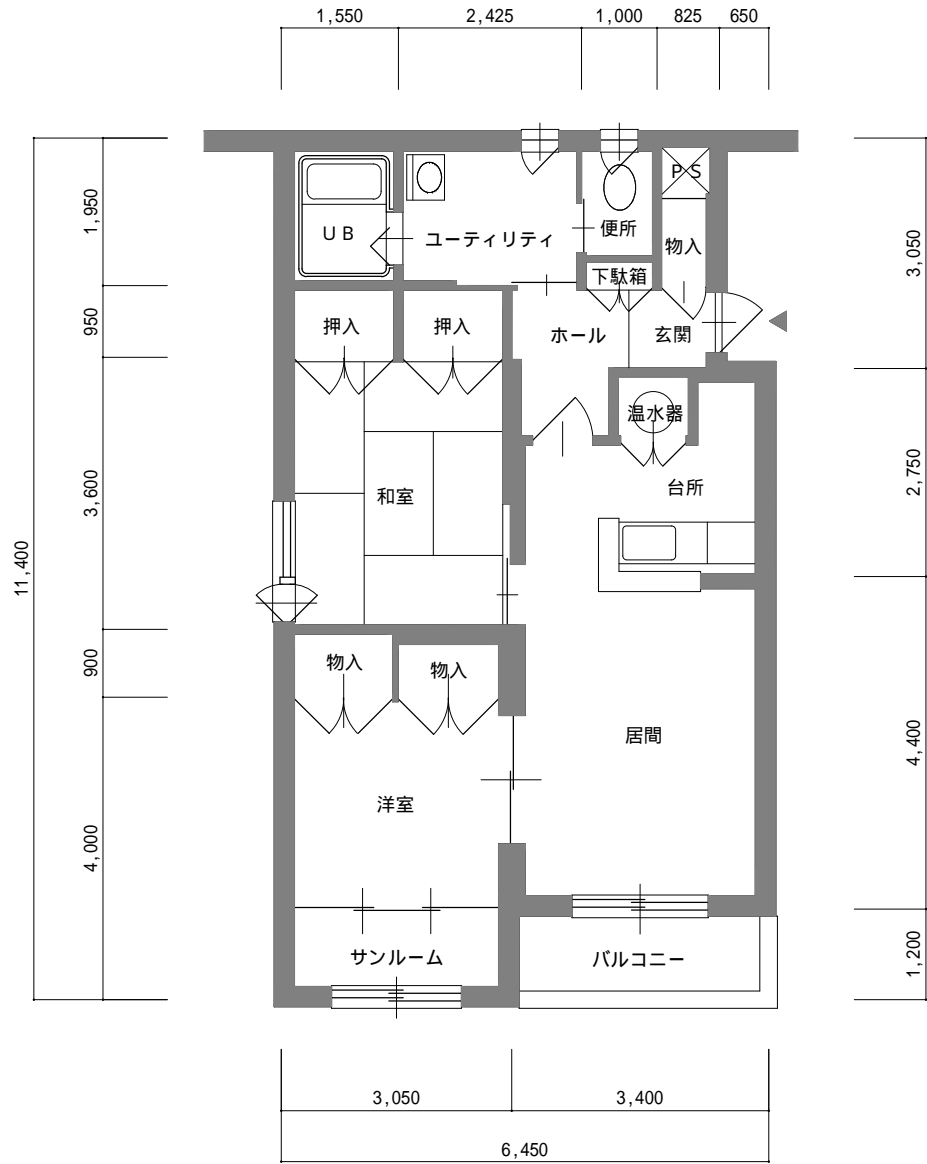 1,550
2,425
1,000
825
650
1,950
950
3,600
900
4,000
11,400
3,050
2,750
4,400
1,200
PS
UB
ユーティリティ
便所
物入
下駄箱
押入
押入
ホール
玄関
温水器
台所
和室
物入
物入
居間
洋室
サンルーム
バルコニー
3,050
3,400
6,450